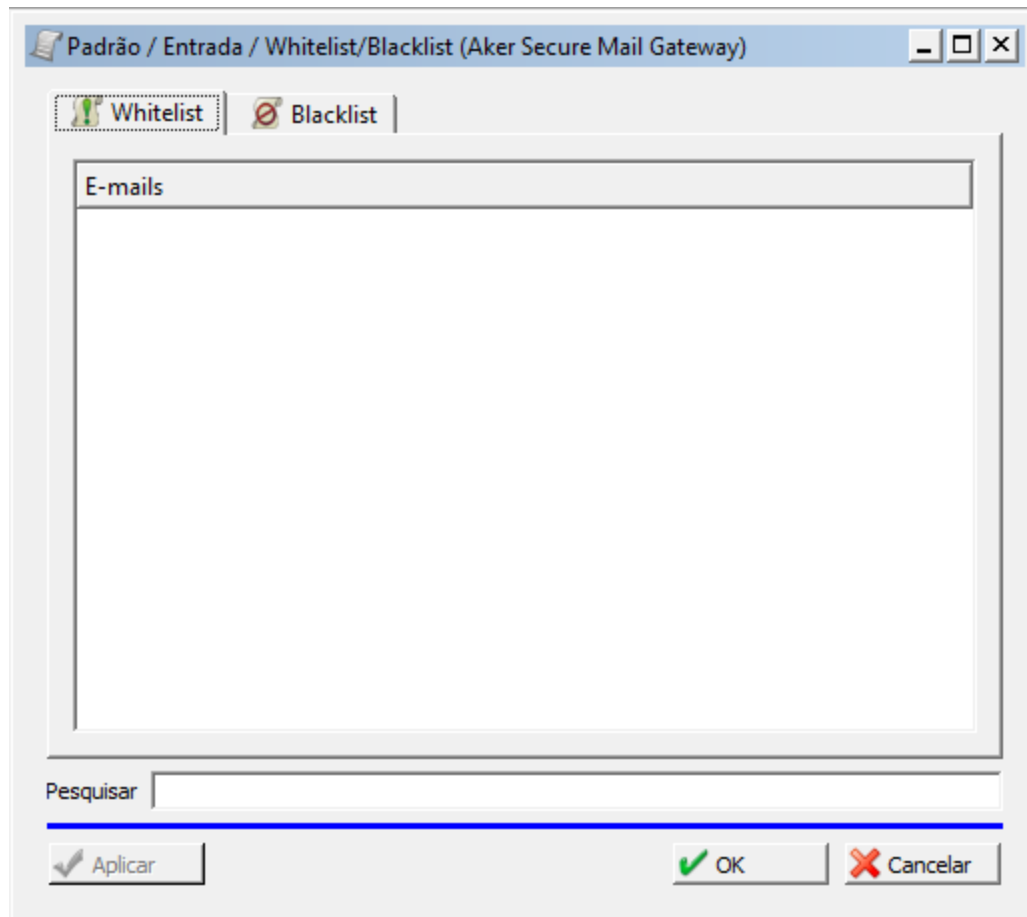 Padrão / Entrada / Whitelist/Blacklist (Aker Secure Mail Gateway)
Whitelist Blacklist
E-mails
Pesquisar
Aplicar OK Cancelar